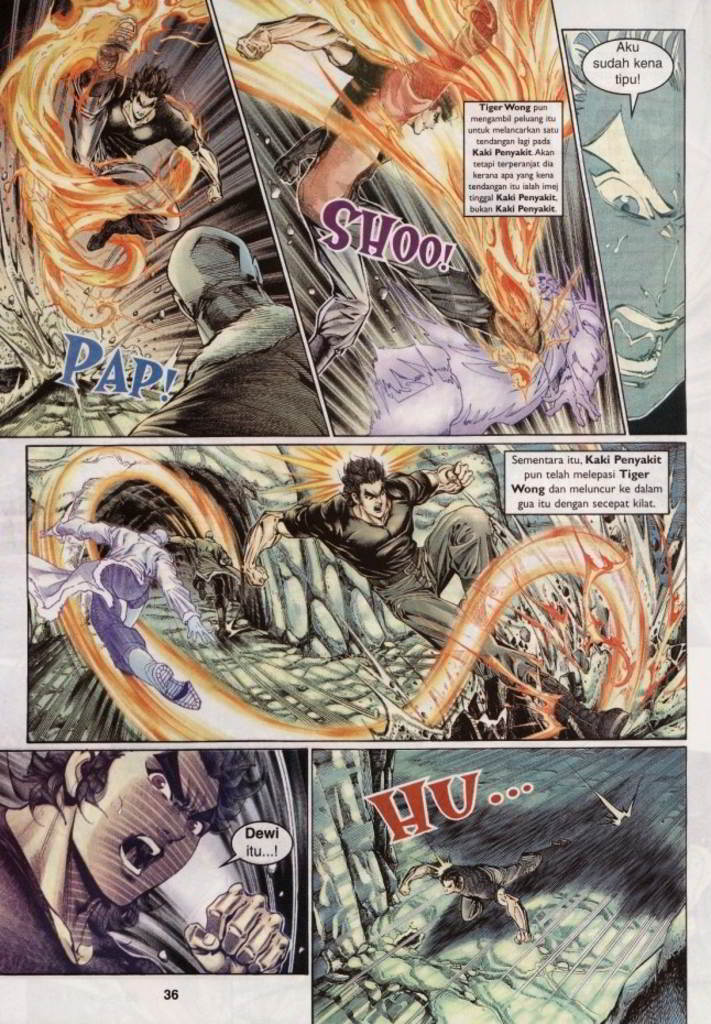 PAP!
SHOO!
Tiger Wong pun
mengambil peluang itu
untuk melancarkan satu
tendangan lagi pada
Kaki Penyakit. Akan
tetapi terperanjat dia
kerana apa yang kena
tendangan itu ialah imej
tinggal Kaki Penyakit,
bukan Kaki Penyakit.
Aku
sudah kena
tipu!
Sementara itu, Kaki Penyakit
pun telah melepasi Tiger
Wong dan meluncur ke dalam
gua itu dengan secepat kilat.
Dewi
itu...!
HU...
36